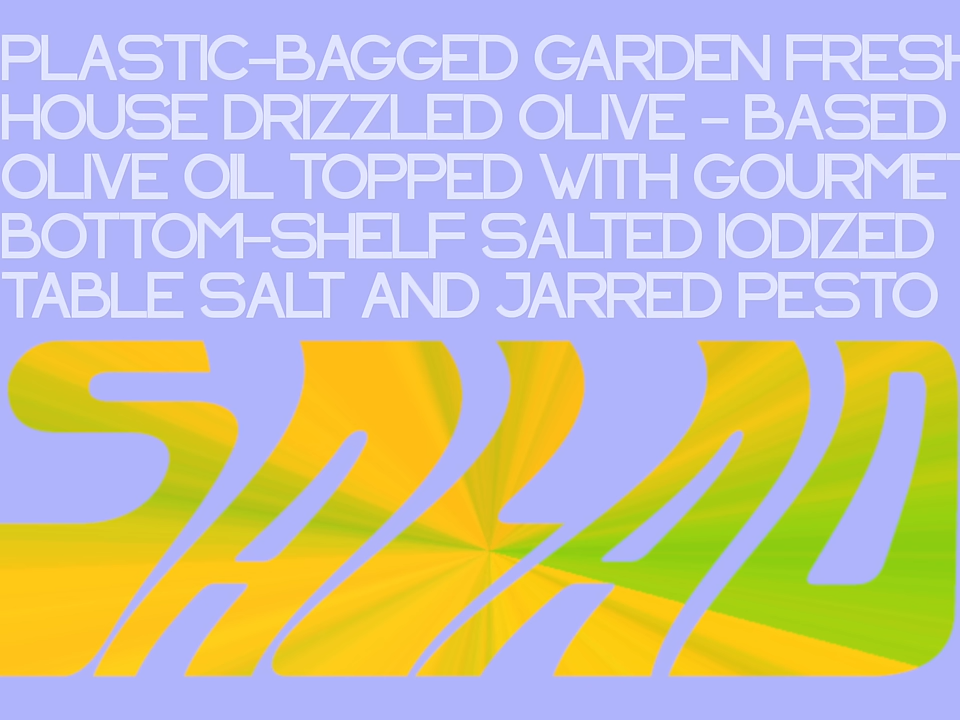 PLASTIC-BAGGED GARDEN FRESH
HOUSE DRIZZLED OLIVE - BASED
OLIVE OIL TOPPED WITH GOURMET
BOTTOM-SHELF SALTED IODIZED
TABLE SALT AND JARRED PESTO
SALAD